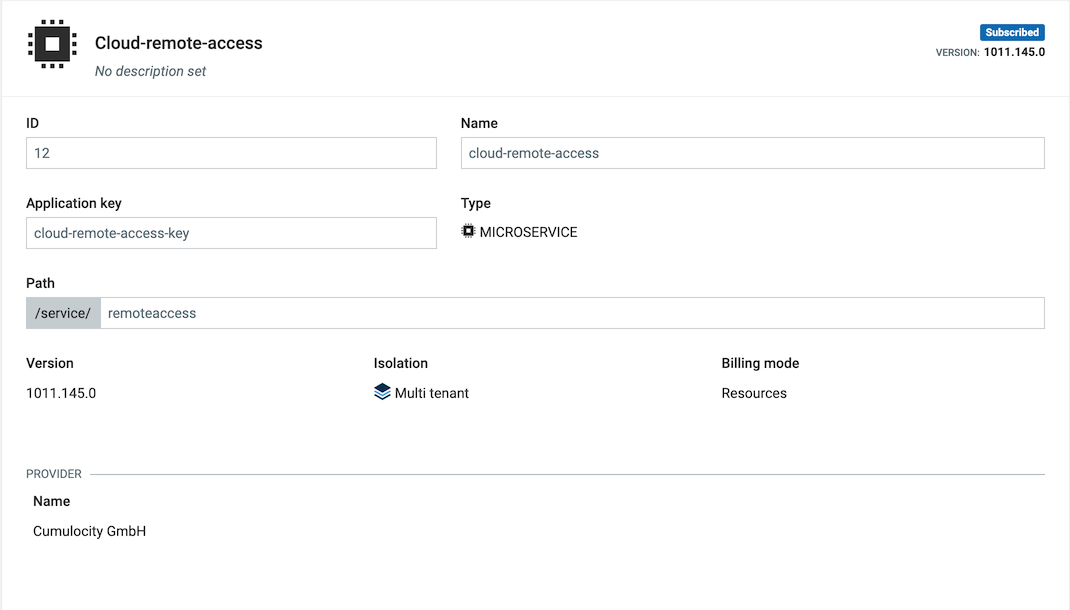 Cloud-remote-access
No description set
Subscribed
VERSION: 1011.145.0
ID
12
Name
cloud-remote-access
Application key
cloud-remote-access-key
Type
MICROSERVICE
Path
/service/ remoteaccess
Version
1011.145.0
Isolation
Multi tenant
Billing mode
Resources
PROVIDER
Name
Cumulocity GmbH